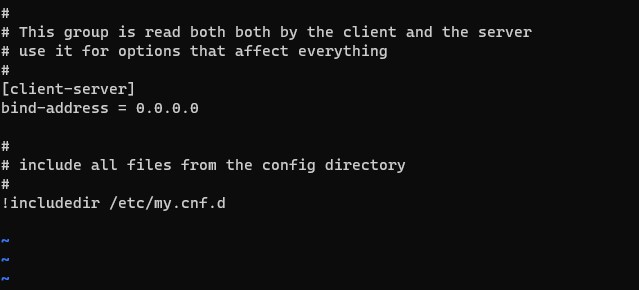 #
# This group is read both both by the client and the server
# use it for options that affect everything
#
[client-server]
bind-address = 0.0.0.0
#
# include all files from the config directory
#
!includedir /etc/my.cnf.d
~
~
~